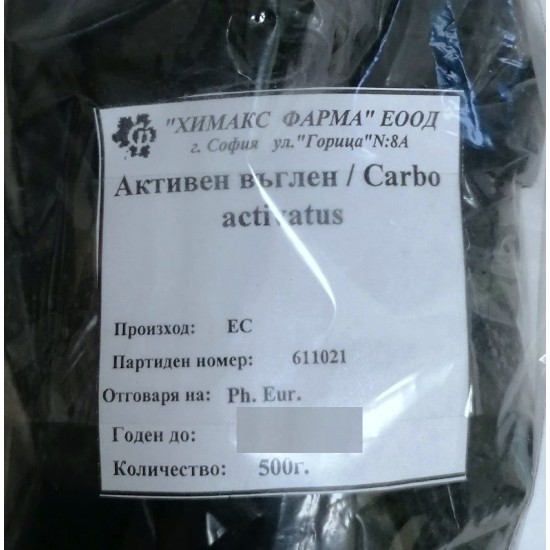 "ХИМАКС ФАРМА" ЕООД
г. София ул."Горица"N:8А
Активен въглен / Carbo
activatus
Произход: ЕС
Партиден номер: 611021
Отговаря на: Ph. Eur.
Годен до:
Количество: 500г.